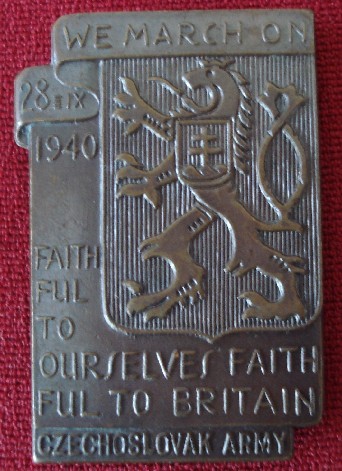 WE MARCH-ON
28 IX
1940
FAITH
FUL
TO
OURSELVES FAITH
FUL TO BRITAIN
CZECHOSLOVAK ARMY